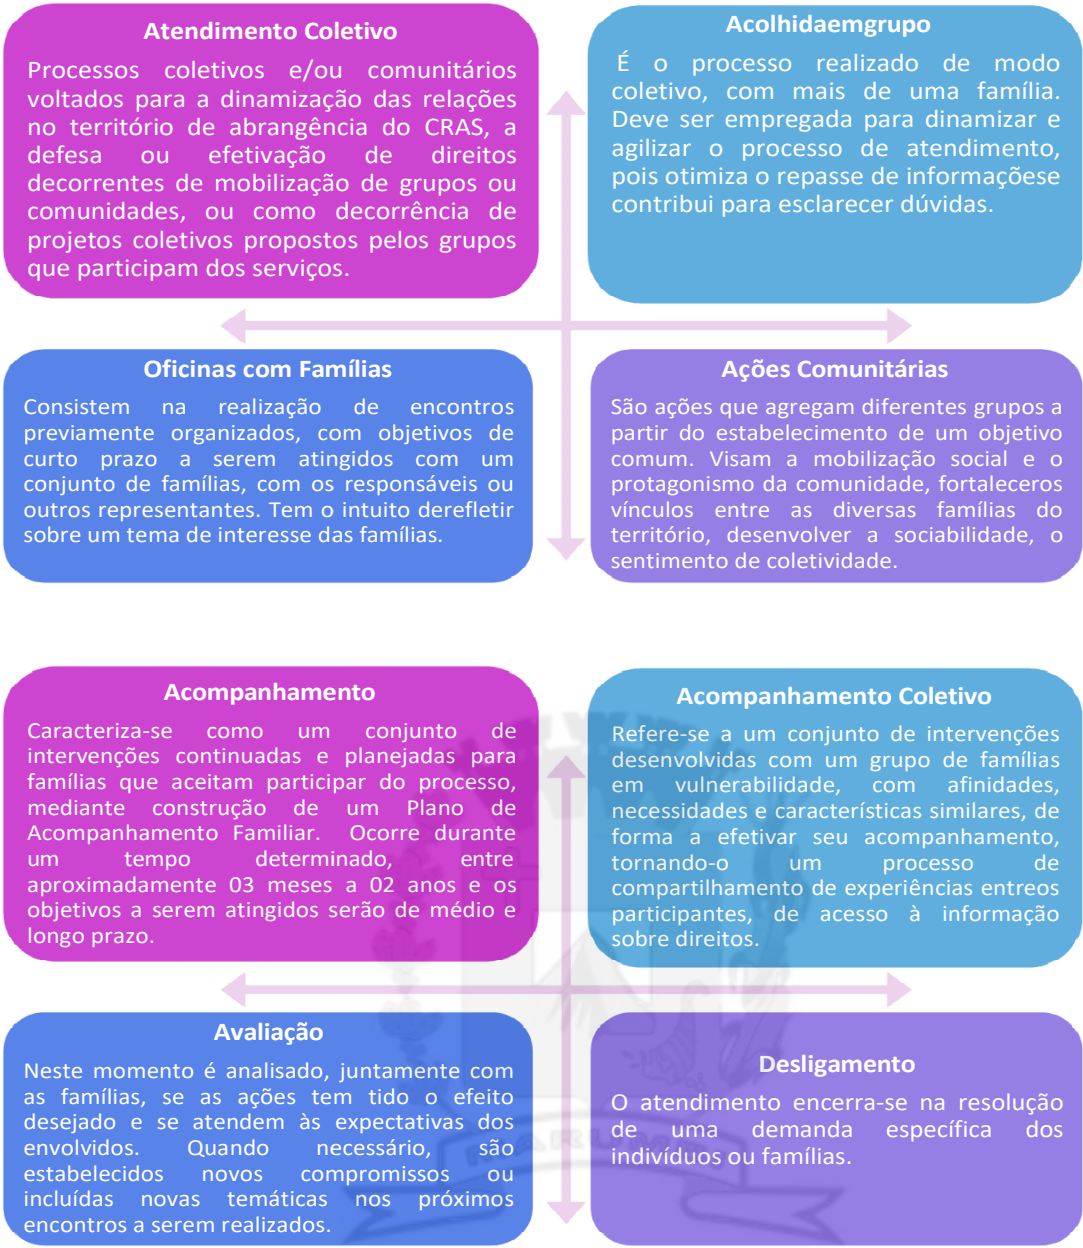 Atendimento Coletivo
Processos coletivos e/ou comunitários
voltados para a dinamização das relações
no território de abrangência do CRAS, a
defesa ou efetivação de direitos
decorrentes de mobilização de grupos ou
comunidades, ou como decorrência de
projetos coletivos propostos pelos grupos
que participam dos serviços.
Acolhidaemgrupo
É o processo realizado de modo
coletivo, com mais de uma família.
Deve ser empregada para dinamizar e
agilizar o processo de atendimento,
pois otimiza o repasse de informaçõese
contribui para esclarecer dúvidas.
Oficinas com Famílias
Consistem na realização de encontros
previamente organizados, com objetivos de
curto prazo a serem atingidos com um
conjunto de famílias, com os responsáveis ou
outros representantes. Tem o intuito derefletir
sobre um tema de interesse das famílias.
Ações Comunitárias
São ações que agregam diferentes grupos a
partir do estabelecimento de um objetivo
comum. Visam a mobilização social e o
protagonismo da comunidade, fortaleceros
vínculos entre as diversas famílias do
território, desenvolver a sociabilidade, o
sentimento de coletividade.
Acompanhamento
Caracteriza-se como um conjunto de
intervenções continuadas e planejadas para
famílias que aceitam participar do processo,
mediante construção de um Plano de
Acompanhamento Familiar. Ocorre durante
um tempo determinado, entre
aproximadamente 03 meses a 02 anos e os
objetivos a serem atingidos serão de médio e
longo prazo.
Acompanhamento Coletivo
Refere-se a um conjunto de intervenções
desenvolvidas com um grupo de famílias
em vulnerabilidade, com afinidades,
necessidades e características similares, de
forma a efetivar seu acompanhamento,
tornando-o um processo de
compartilhamento de experiências entreos
participantes, de acesso à informação
sobre direitos.
Avaliação
Neste momento é analisado, juntamente com
as famílias, se as ações tem tido o efeito
desejado e se atendem às expectativas dos
envolvidos. Quando necessário, são
estabelecidos novos compromissos ou
incluídas novas temáticas nos próximos
encontros a serem realizados.
Desligamento
O atendimento encerra-se na resolução
de uma demanda específica dos
indivíduos ou famílias.